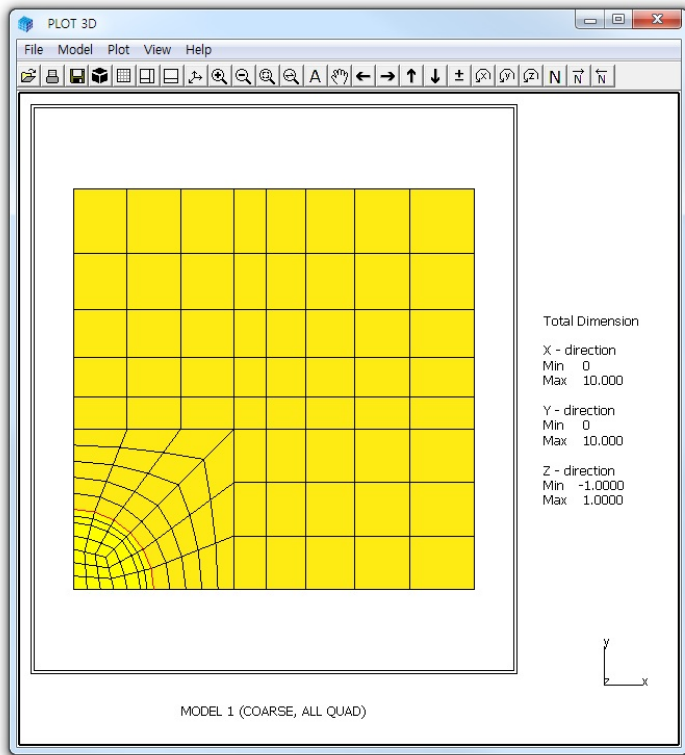 PLOT 3D
File Model Plot View Help
A N N N
Total Dimension
X - direction
Min 0
Max 10.000
Y - direction
Min 0
Max 10.000
Z - direction
Min -1.0000
Max 1.0000
y
z x
MODEL 1 (COARSE, ALL QUAD)